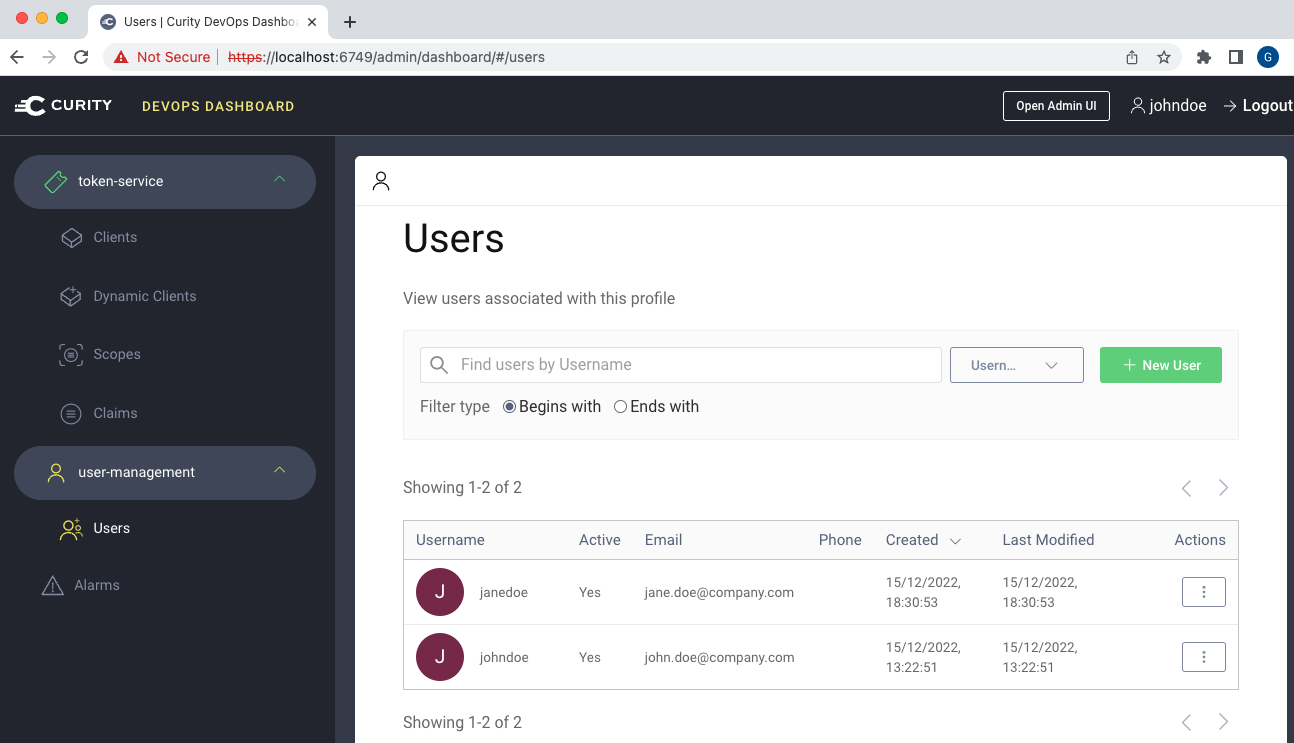 Users | Curity DevOps Dashbo
Not Secure https://localhost:6749/admin/dashboard/#/users G
CURITY DEVOPS DASHBOARD Open Admin UI johndoe Logout
token-service
Clients
Dynamic Clients
Scopes
Claims
user-management
Users
Alarms
Users
View users associated with this profile
Find users by Username Usern... + New User
Filter type Begins with Ends with
Showing 1-2 of 2
Username Active Email Phone Created Last Modified Actions
J janedoe Yes jane.doe@company.com 15/12/2022, 15/12/2022,
18:30:53 18:30:53
J johndoe Yes john.doe@company.com 15/12/2022, 15/12/2022,
13:22:51 13:22:51
Showing 1-2 of 2